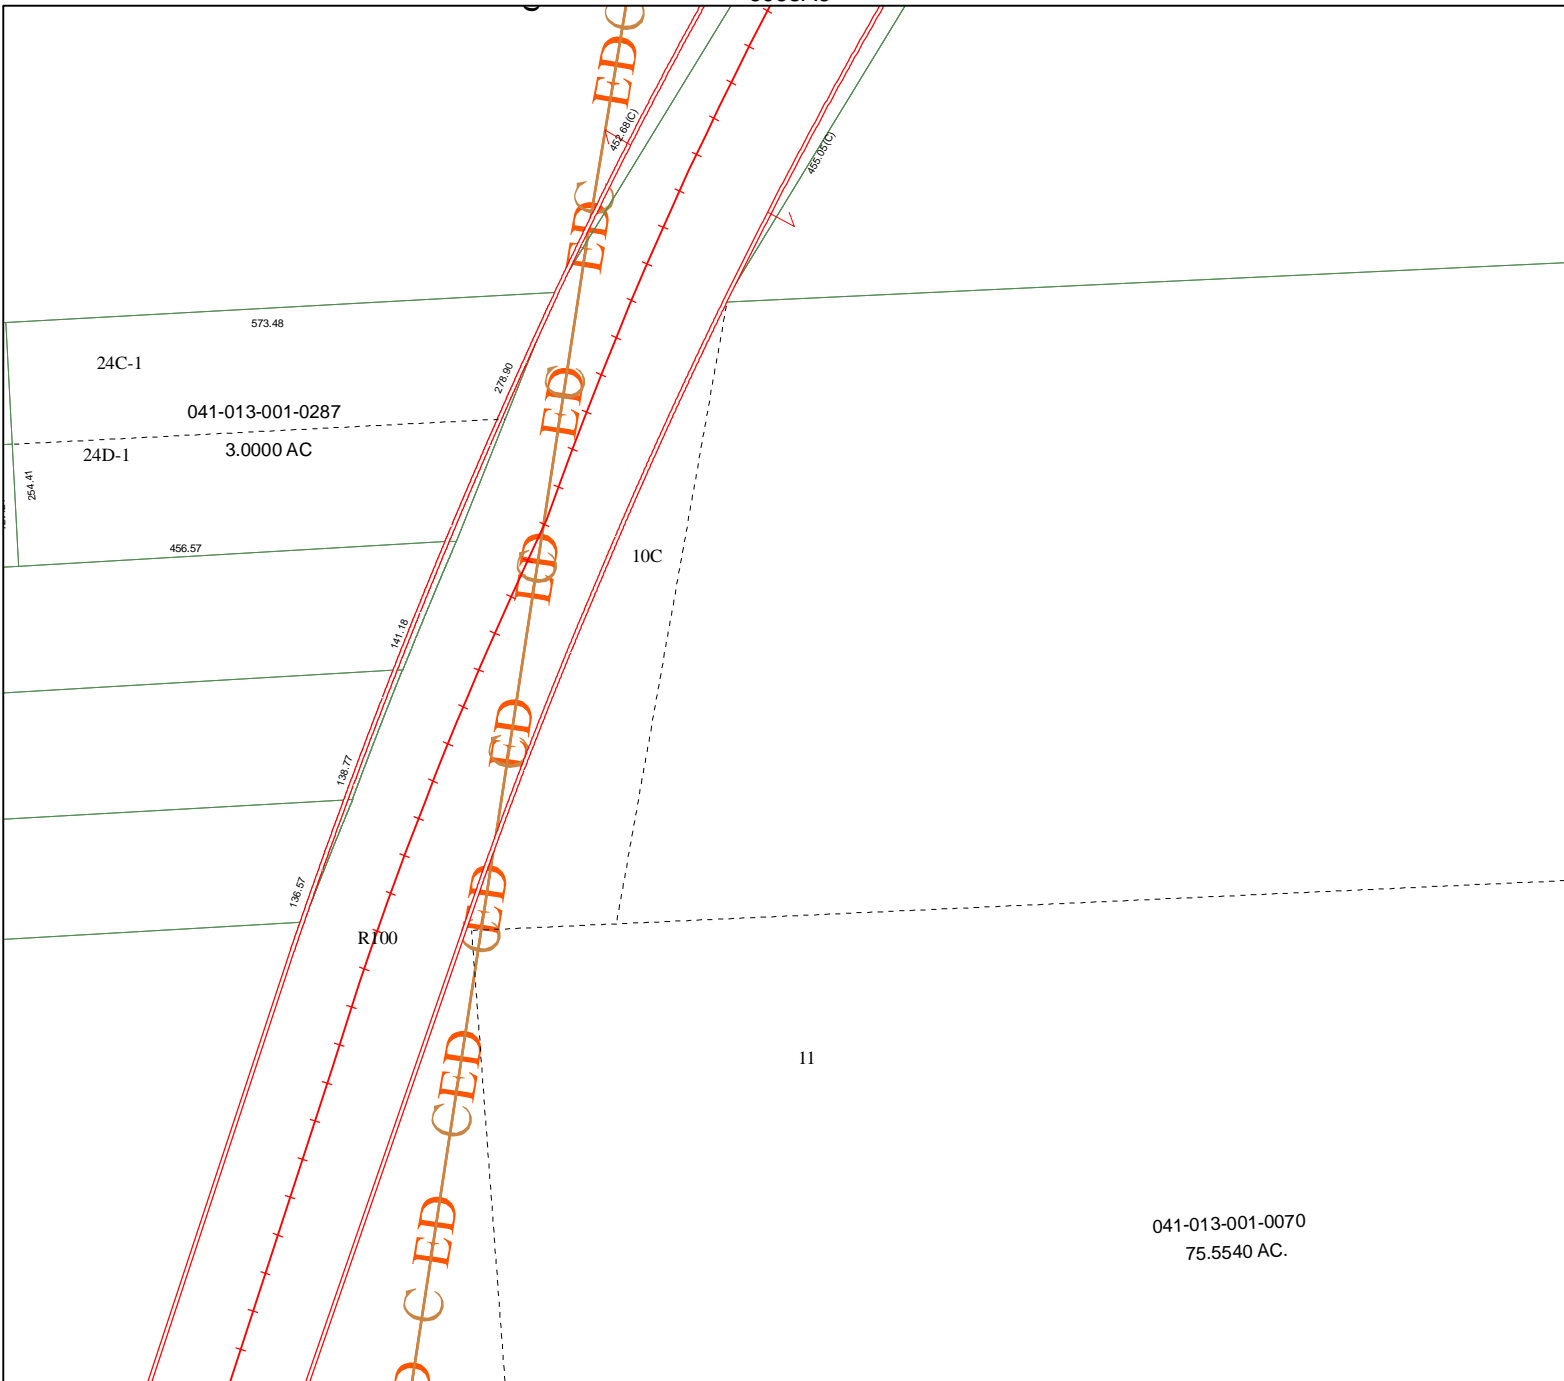 ED
C
452.68(C)
455.05(C)
ED
C
573.48
24C-1
278.90
ED
C
041-013-001-0287
3.0000 AC
24D-1
254.41
456.57
ED
C
10C
141.18
ED
C
138.77
ED
C
136.57
R100
11
ED
C
ED
C
041-013-001-0070
75.5540 AC.